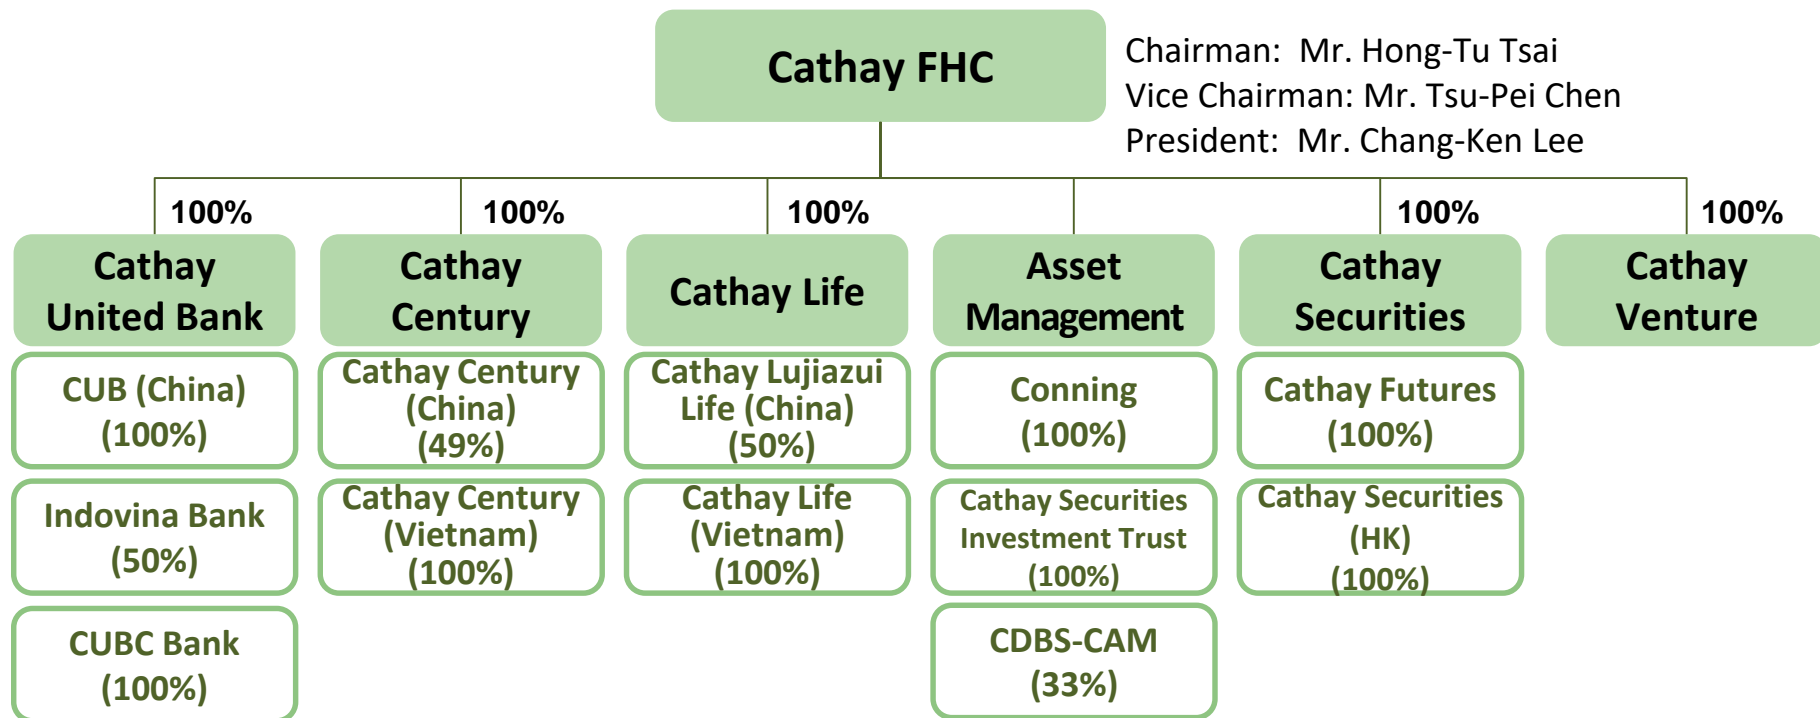 Cathay FHC
Chairman: Mr. Hong-Tu Tsai
Vice Chairman: Mr. Tsu-Pei Chen
President: Mr. Chang-Ken Lee
100%
100%
100%
100%
100%
Cathay
United Bank
Cathay
Century
Cathay Life
Asset
Management
Cathay
Securities
Cathay
Venture
CUB (China)
(100%)
Cathay Century
(China)
(49%)
Cathay Lujiazui
Life (China)
(50%)
Conning
(100%)
Cathay Futures
(100%)
Indovina Bank
(50%)
Cathay Century
(Vietnam)
(100%)
Cathay Life
(Vietnam)
(100%)
Cathay Securities
Investment Trust
(100%)
Cathay Securities
(HK)
(100%)
CUBC Bank
(100%)
CDBS-CAM
(33%)